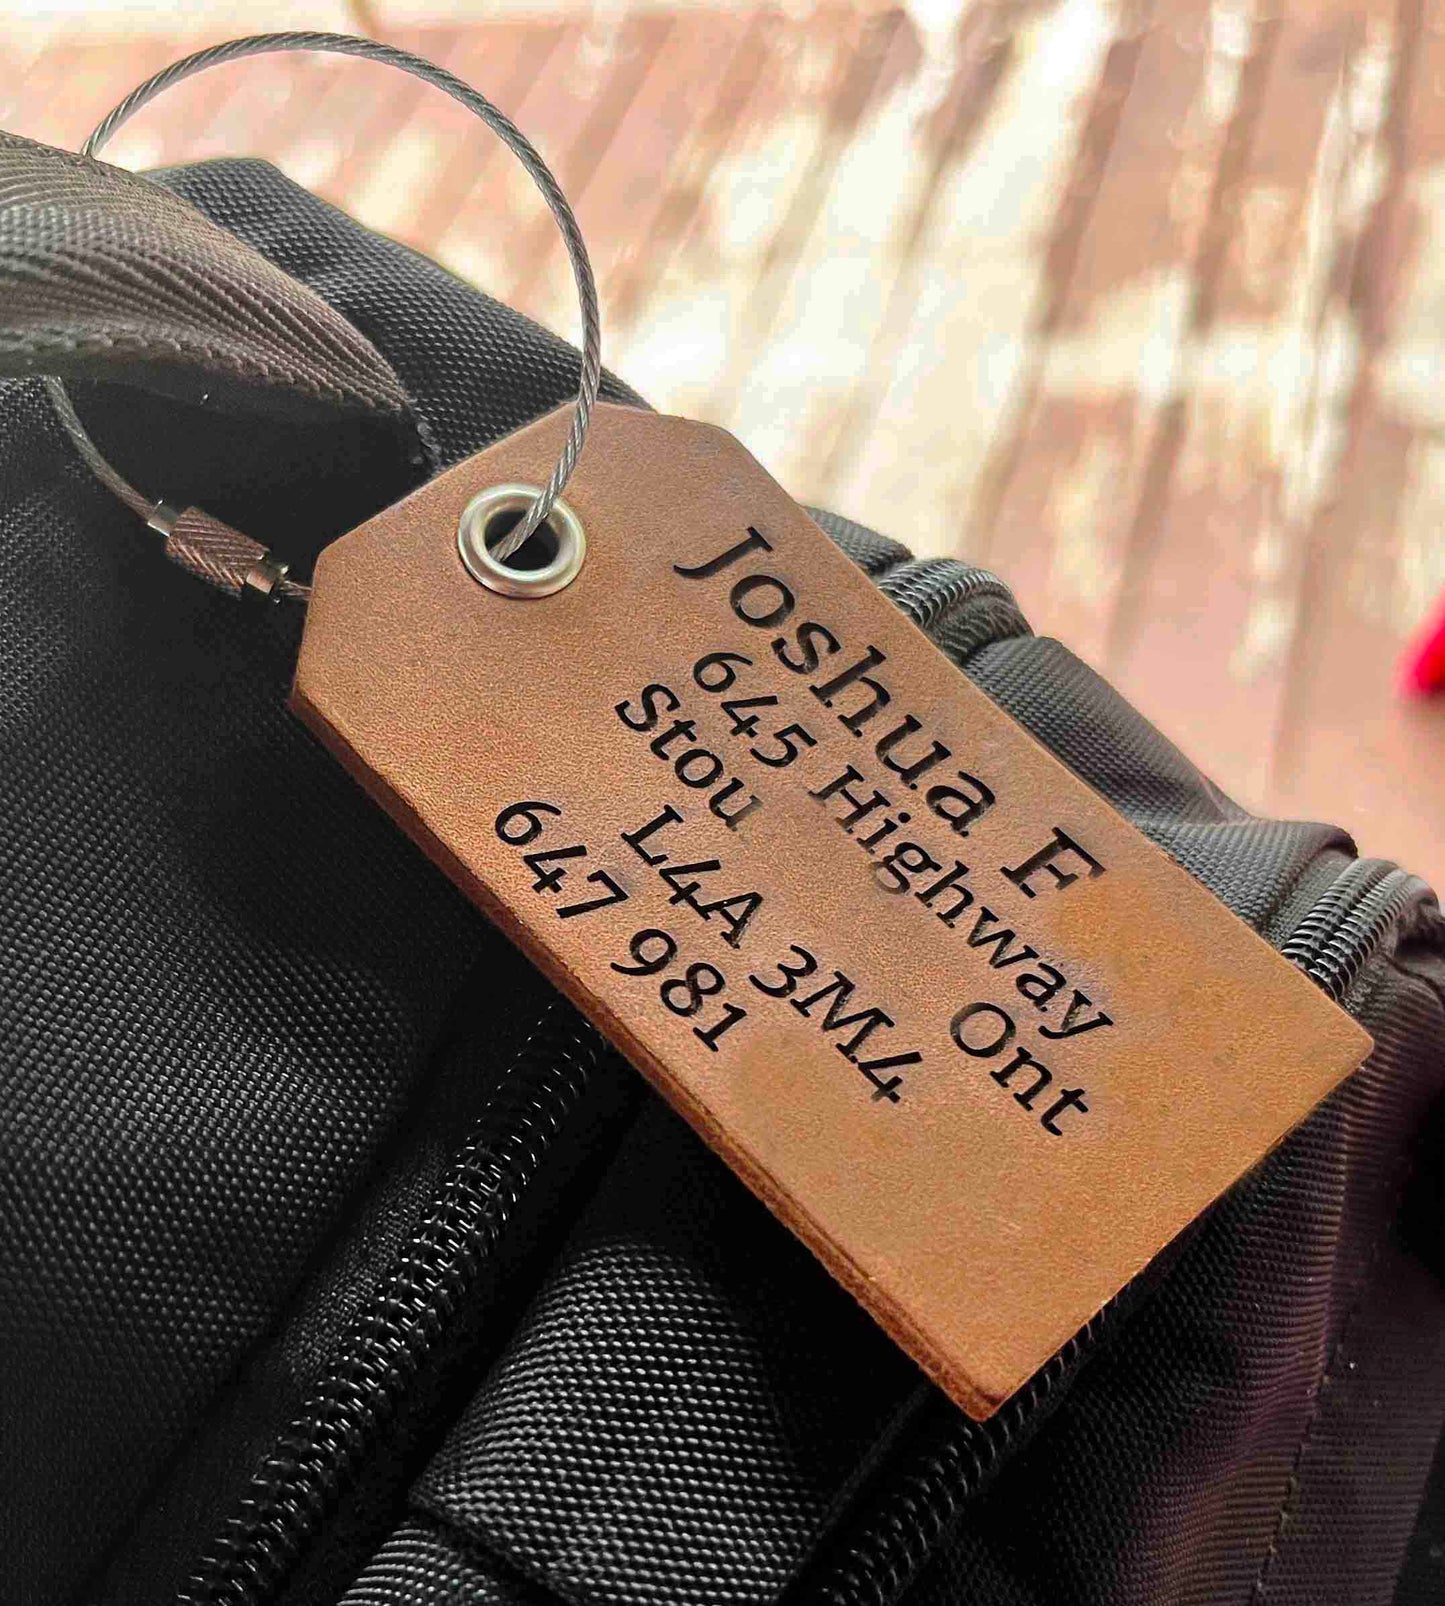 Joshua F
645 Highway
Stou Ont
L4A 3M4
647 981